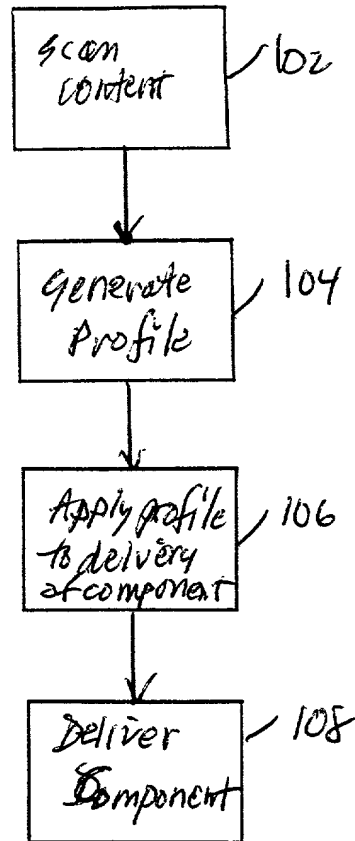 Scan
content
102
Generate
Profile
104
Apply profile
to delivery
of component
106
Deliver
Component
108